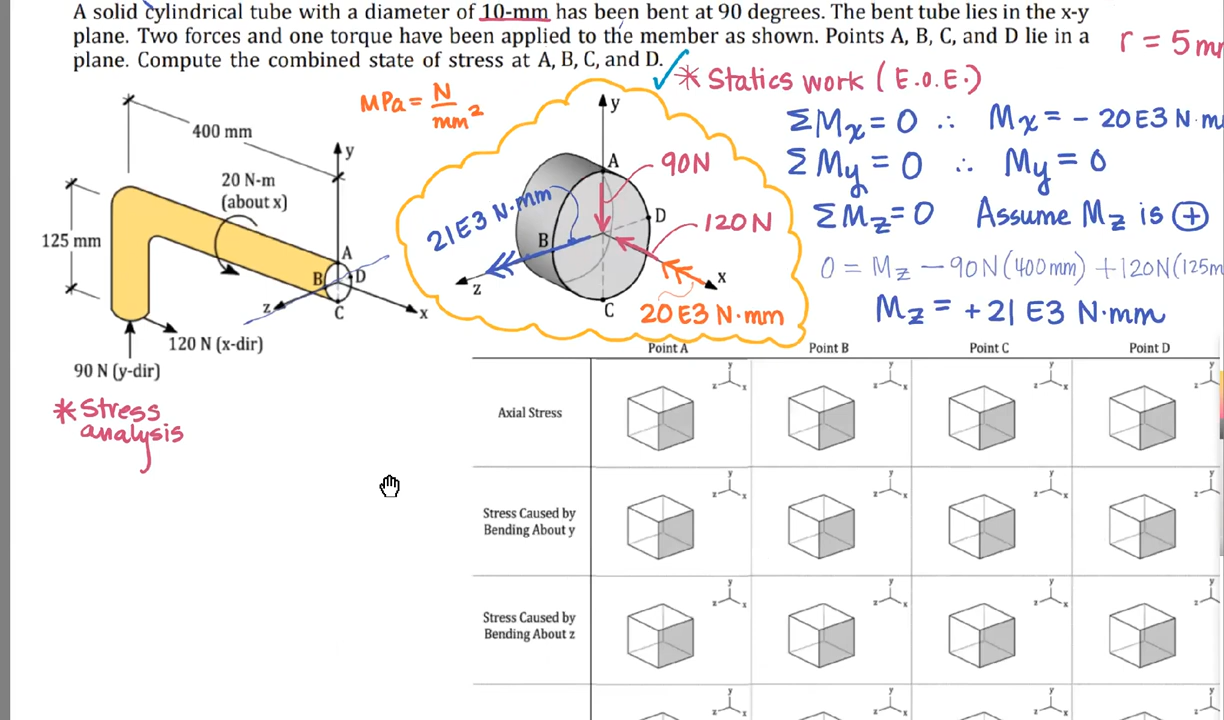 A solid cylindrical tube with a diameter of 10-mm has been bent at 90 degrees. The bent tube lies in the x-y
plane. Two forces and one torque have been applied to the member as shown. Points A, B, C, and D lie in a
plane. Compute the combined state of stress at A, B, C, and D.
r = 5 m
* Statics work (E.O.E.)
MPa = N/mm²
400 mm
y
20 N-m
(about x)
125 mm
A
B
D
z
C
x
120 N (x-dir)
90 N (y-dir)
y
A
90N
21E3 N·mm
D
B
120N
z
x
C
20E3 N·mm
ΣMx = 0 ∴ Mx = - 20E3 N·m
ΣMy = 0 ∴ My = 0
ΣMz = 0 Assume Mz is ⊕
0 = Mz - 90N(400mm) + 120N(125m
Mz = +21 E3 N·mm
* Stress
analysis
Point A Point B Point C Point D
y y y y
z x z x z x z
Axial Stress
y y y y
z x z x z x z
Stress Caused by
Bending About y
y y y y
z x z x z x z
Stress Caused by
Bending About z
y y y y
z x z x z x z